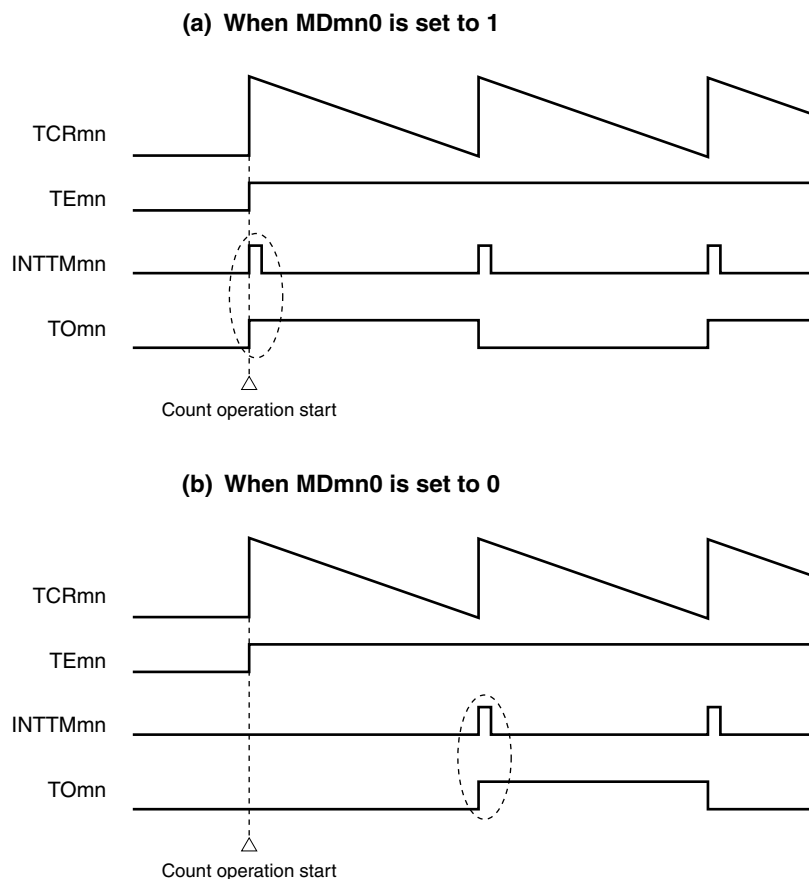 (a) When MDmn0 is set to 1
TCRmn
TEmn
INTTMmn
TOmn
Count operation start
(b) When MDmn0 is set to 0
TCRmn
TEmn
INTTMmn
TOmn
Count operation start